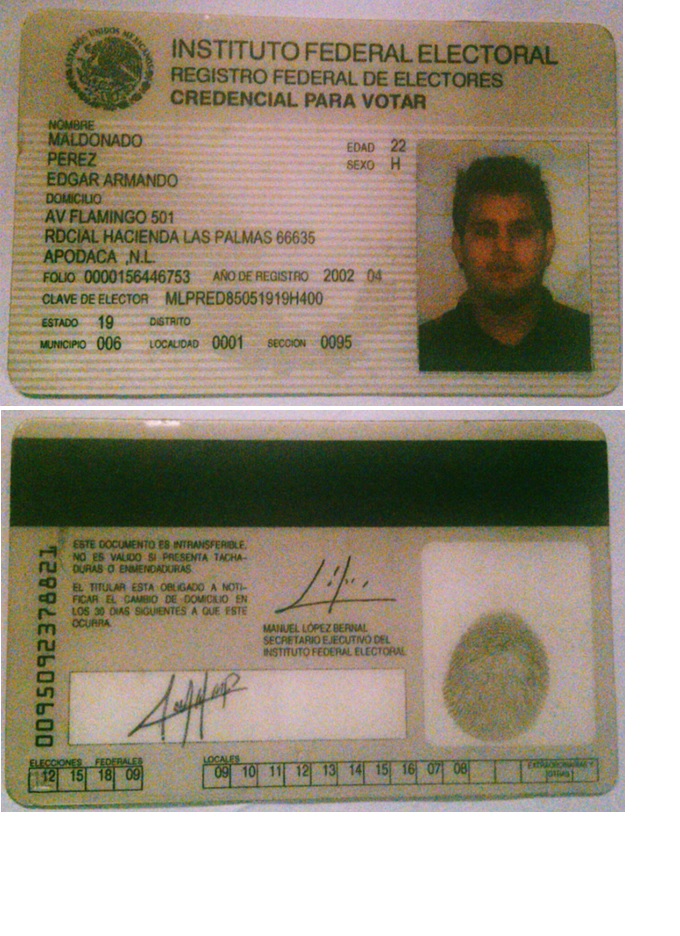 ESTADOS UNIDOS MEXICANOS
INSTITUTO FEDERAL ELECTORAL
REGISTRO FEDERAL DE ELECTORES
CREDENCIAL PARA VOTAR
NOMBRE
MALDONADO
PEREZ
EDGAR ARMANDO
EDAD 22
SEXO H
DOMICILIO
AV FLAMINGO 501
RDCIAL HACIENDA LAS PALMAS 66635
APODACA ,N.L.
FOLIO 0000156446753 AÑO DE REGISTRO 2002 04
CLAVE DE ELECTOR MLPRED85051919H400
ESTADO 19 DISTRITO
MUNICIPIO 006 LOCALIDAD 0001 SECCION 0095
ESTE DOCUMENTO ES INTRANSFERIBLE.
NO ES VALIDO SI PRESENTA TACHA-
DURAS O ENMENDADURAS.
EL TITULAR ESTA OBLIGADO A NOTI-
FICAR EL CAMBIO DE DOMICILIO EN
LOS 30 DIAS SIGUIENTES A QUE ESTE
OCURRA.
MANUEL LÓPEZ BERNAL
SECRETARIO EJECUTIVO DEL
INSTITUTO FEDERAL ELECTORAL
0095092378821
ELECCIONES FEDERALES
12 15 18 09
LOCALES
09 10 11 12 13 14 15 16 07 08
EXTRAORDINARIAS Y
OTRAS